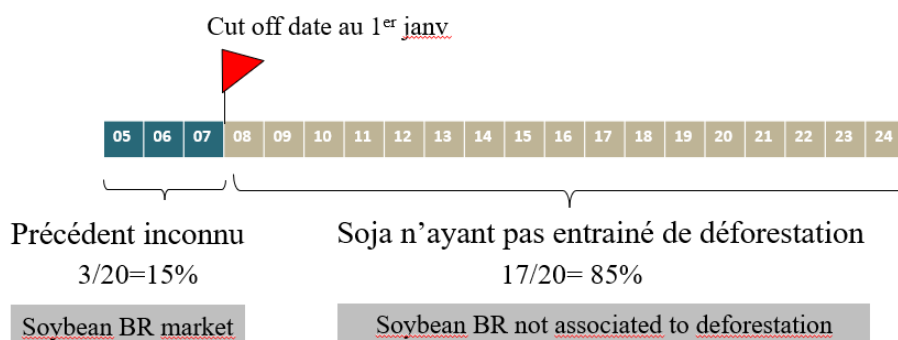 Cut off date au 1er janv
05 06 07 08 09 10 11 12 13 14 15 16 17 18 19 20 21 22 23 24
Précédent inconnu
Soja n'ayant pas entrainé de déforestation
3/20=15%
17/20= 85%
Soybean BR market
Soybean BR not associated to deforestation